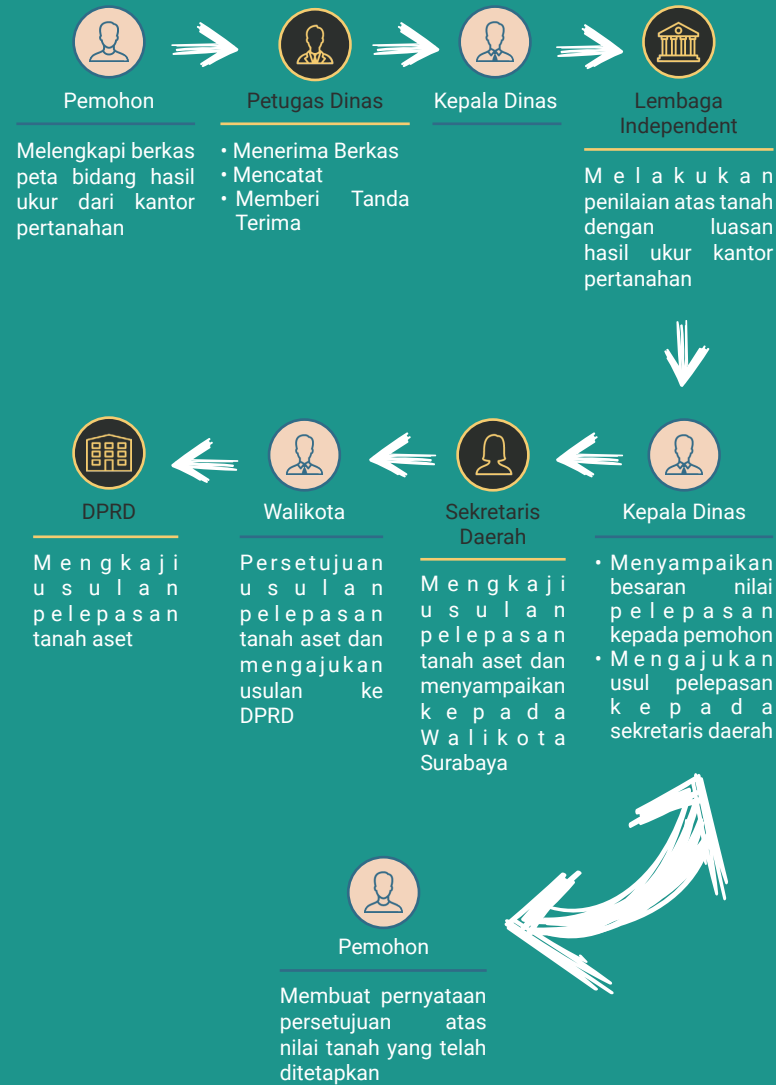 Pemohon
Melengkapi berkas
peta bidang hasil
ukur dari kantor
pertanahan
Petugas Dinas
• Menerima Berkas
• Mencatat
• Memberi Tanda
Terima
Kepala Dinas
Lembaga
Independent
Melakukan
penilaian atas tanah
dengan luasan
hasil ukur kantor
pertanahan
Kepala Dinas
• Menyampaikan
besaran nilai
pelepasan
kepada pemohon
• Mengajukan
usul pelepasan
kepada
sekretaris daerah
Sekretaris
Daerah
Mengkaji
usulan
pelepasan
tanah aset dan
menyampaikan
kepada
Walikota
Surabaya
Walikota
Persetujuan
usulan
pelepasan
tanah aset dan
mengajukan
usulan ke
DPRD
DPRD
Mengkaji
usulan
pelepasan
tanah aset
Pemohon
Membuat pernyataan
persetujuan atas
nilai tanah yang telah
ditetapkan